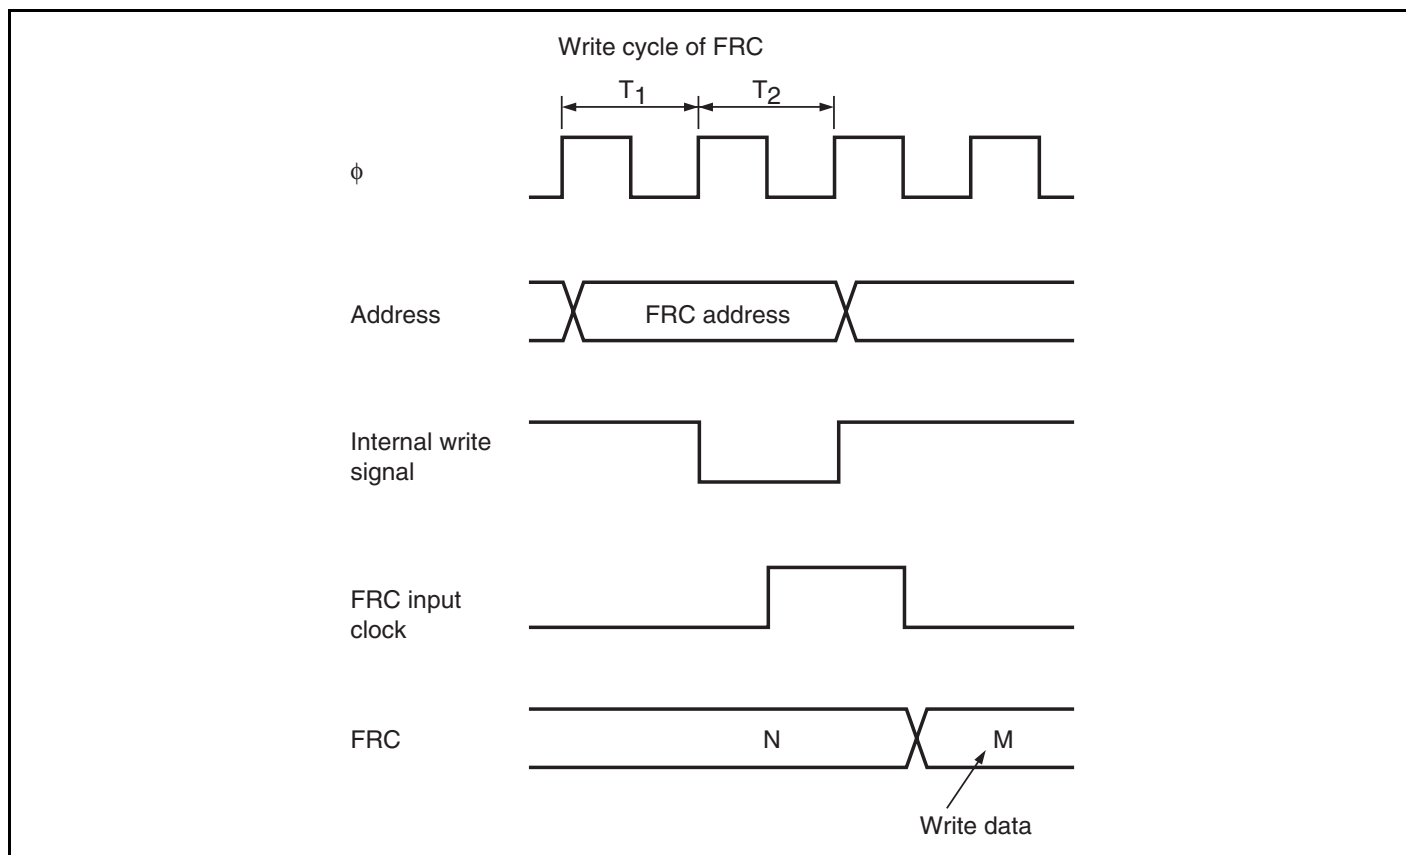 Write cycle of FRC
T1
T2
ϕ
Address
FRC address
Internal write
signal
FRC input
clock
FRC
N
M
Write data